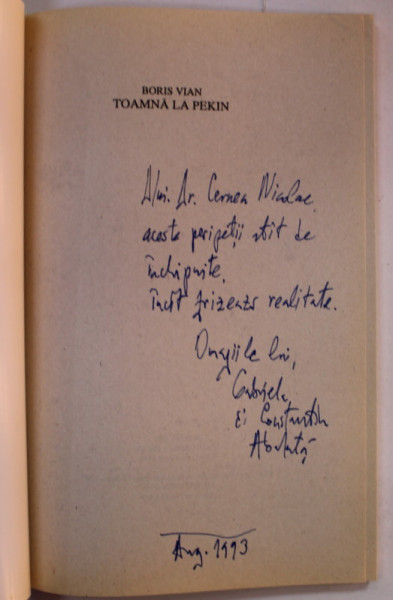 BORIS VIAN
TOAMNĂ LA PEKIN
D-lui. Dr. Cernea Nicolae,
aceste peripeții atît de
închipuite,
încît frizează realitatea.
Omagiile lui,
Gabriela
și Constantin
Abăluță
Aug. 1993